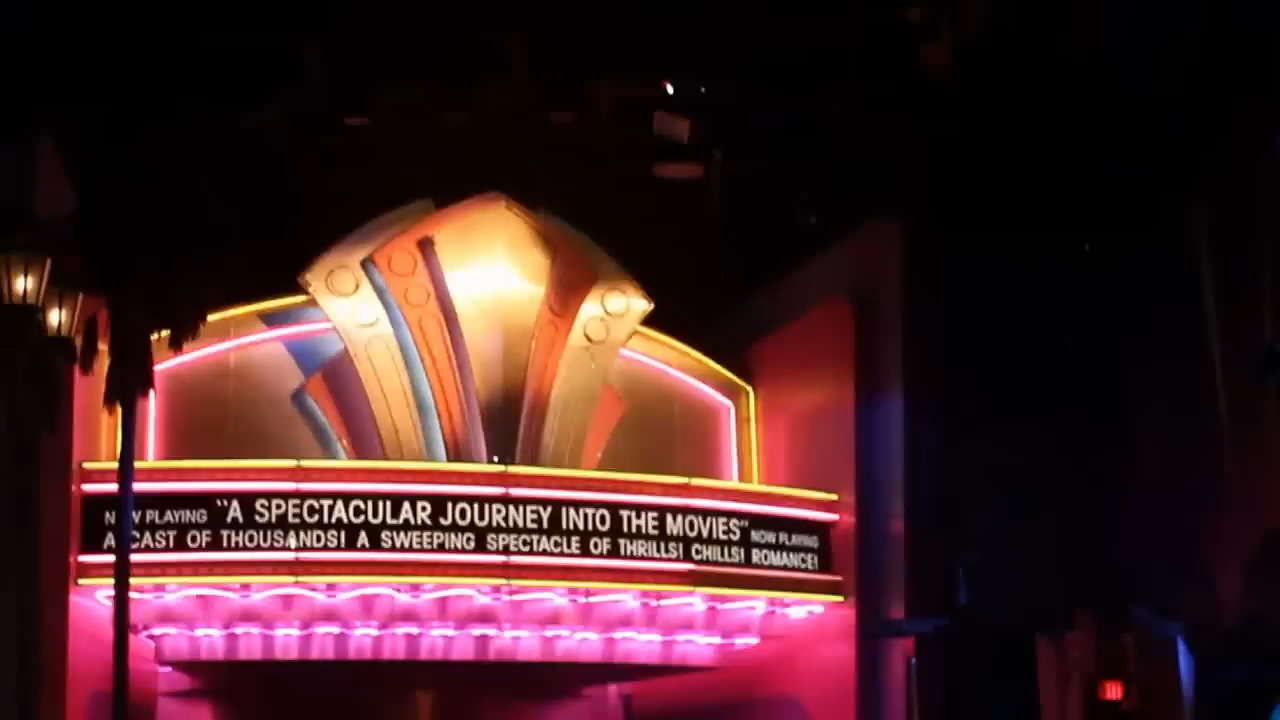 NOW PLAYING "A SPECTACULAR JOURNEY INTO THE MOVIES" NOW PLAYING
A CAST OF THOUSANDS! A SWEEPING SPECTACLE OF THRILLS! CHILLS! ROMANCE!